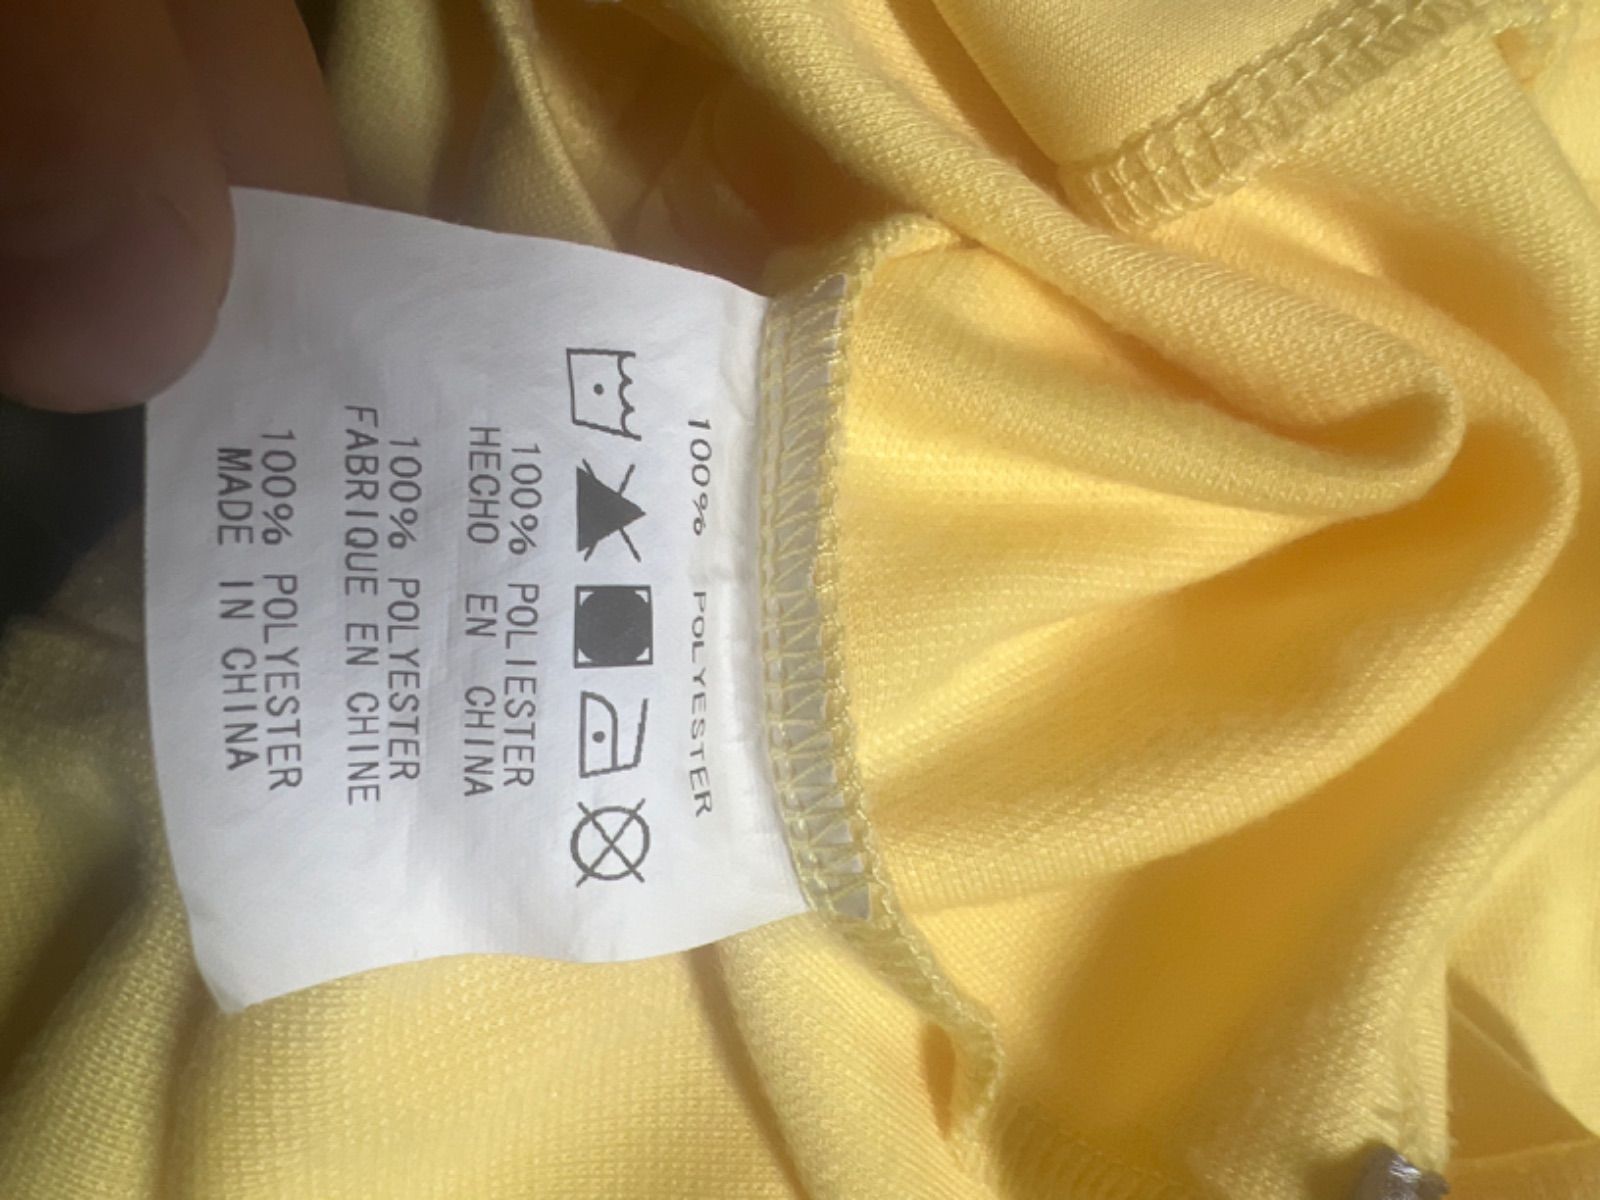 100% POLYESTER
100% POLIESTER
HECHO EN CHINA
100% POLYESTER
FABRIQUE EN CHINE
100% POLYESTER
MADE IN CHINA